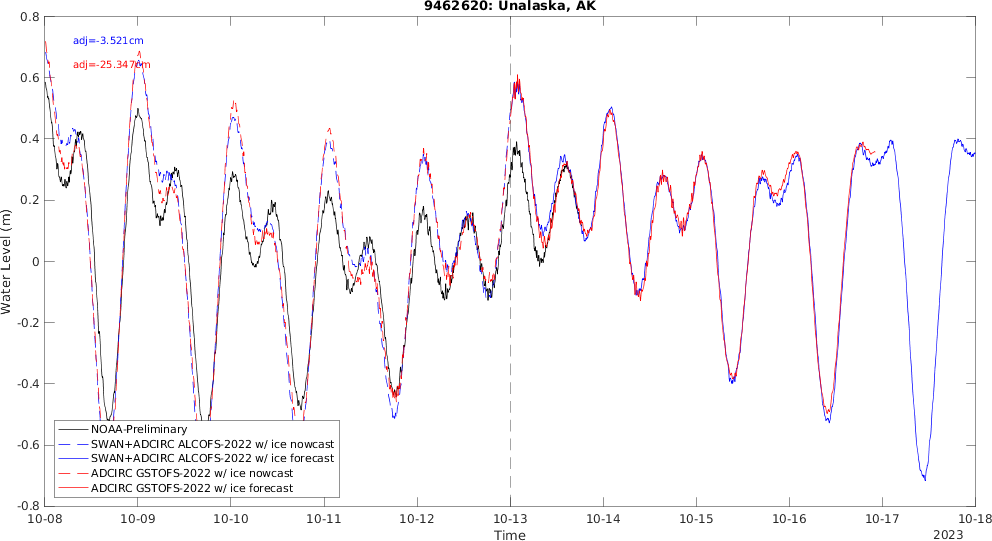 9462620: Unalaska, AK
adj=-3.521cm
adj=-25.347cm
Water Level (m)
0.8
0.6
0.4
0.2
0
-0.2
-0.4
-0.6
-0.8
NOAA-Preliminary
SWAN+ADCIRC ALCOFS-2022 w/ ice nowcast
SWAN+ADCIRC ALCOFS-2022 w/ ice forecast
ADCIRC GSTOFS-2022 w/ ice nowcast
ADCIRC GSTOFS-2022 w/ ice forecast
10-08 10-09 10-10 10-11 10-12 10-13 10-14 10-15 10-16 10-17 10-18
Time
2023